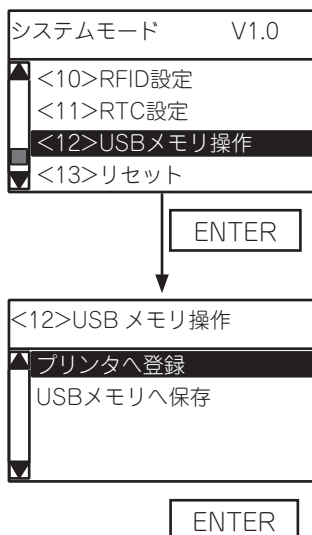 システムモード V1.0
<10>RFID設定
<11>RTC設定
<12>USBメモリ操作
<13>リセット
ENTER
<12>USB メモリ操作
プリンタへ登録
USBメモリへ保存
ENTER